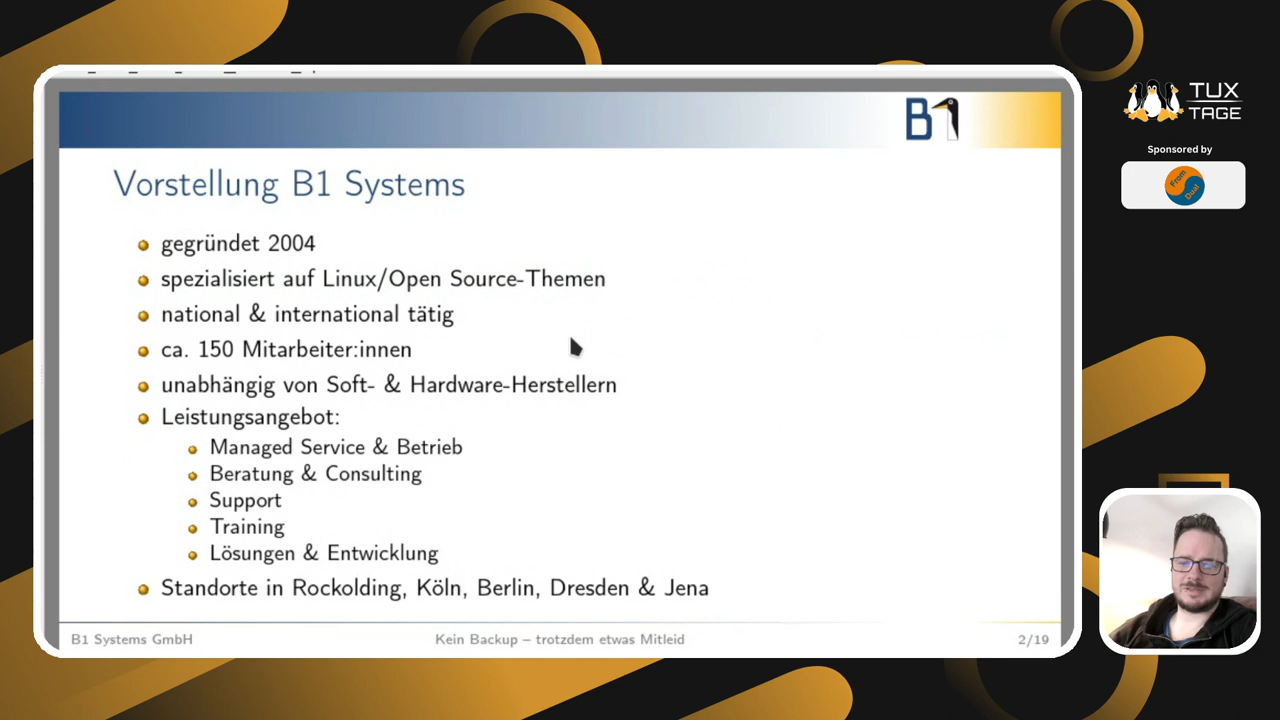 B1
Vorstellung B1 Systems
gegründet 2004
spezialisiert auf Linux/Open Source-Themen
national & international tätig
ca. 150 Mitarbeiter:innen
unabhängig von Soft- & Hardware-Herstellern
Leistungsangebot:
Managed Service & Betrieb
Beratung & Consulting
Support
Training
Lösungen & Entwicklung
Standorte in Rockolding, Köln, Berlin, Dresden & Jena
B1 Systems GmbH
Kein Backup – trotzdem etwas Mitleid
2/19
TUX
TAGE
Sponsored by
From
Dual